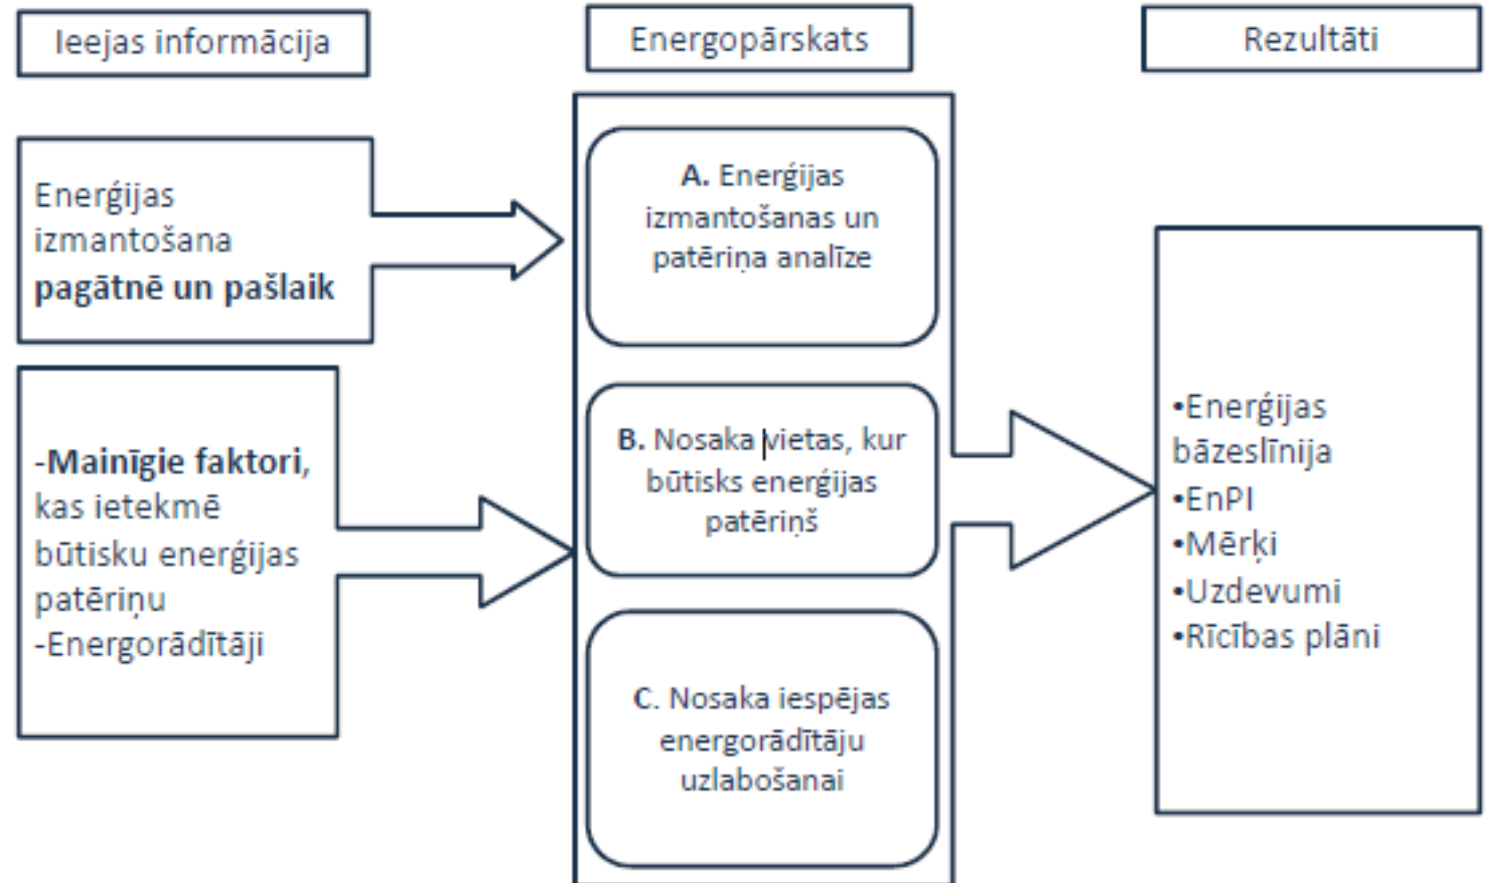 Ieejas informācija
Energopārskats
Rezultāti
Enerģijas
izmantošana
pagātnē un pašlaik
-Mainīgie faktori,
kas ietekmē
būtisku enerģijas
patēriņu
-Energorādītāji
A. Enerģijas
izmantošanas un
patēriņa analīze
B. Nosaka vietas, kur
būtisks enerģijas
patēriņš
C. Nosaka iespējas
energorādītāju
uzlabošanai
•Enerģijas
bāzeslīnija
•EnPI
•Mērķi
•Uzdevumi
•Rīcības plāni